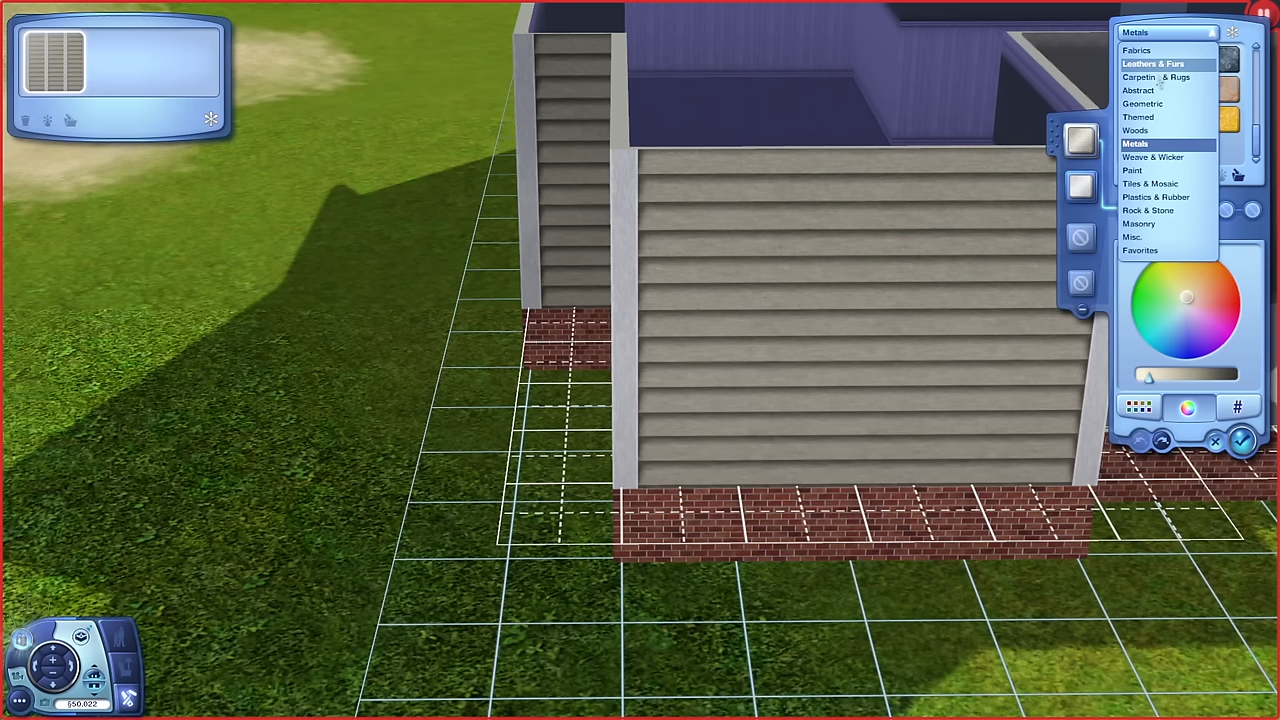 Metals
Fabrics
Leathers & Furs
Carpetin & Rugs
Abstract
Geometric
Themed
Woods
Metals
Weave & Wicker
Paint
Tiles & Mosaic
Plastics & Rubber
Rock & Stone
Masonry
Misc.
Favorites
#
§50,022